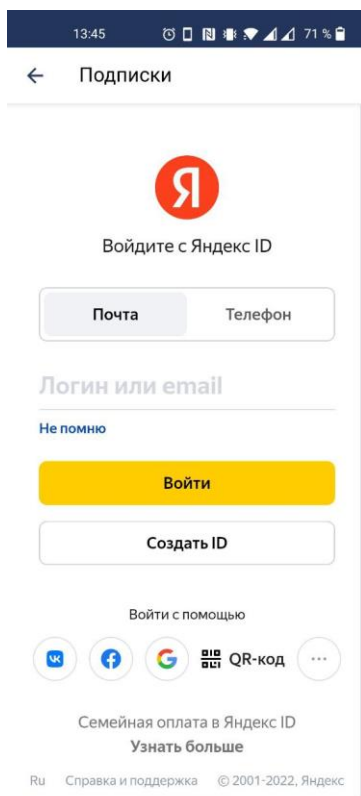 13:45 71 %
Подписки
Я
Войдите с Яндекс ID
Почта Телефон
Логин или email
Не помню
Войти
Создать ID
Войти с помощью
QR-код
Семейная оплата в Яндекс ID
Узнать больше
Ru Справка и поддержка © 2001-2022, Яндекс